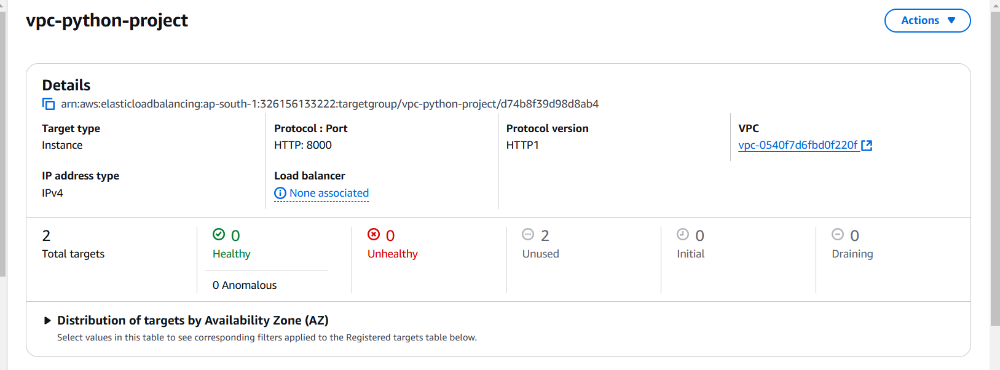 vpc-python-project
Actions
Details
arn:aws:elasticloadbalancing:ap-south-1:326156133222:targetgroup/vpc-python-project/d74b8f39d98d8ab4
Target type
Instance
Protocol : Port
HTTP: 8000
Protocol version
HTTP1
VPC
vpc-0540f7d6fbd0f220f
IP address type
IPv4
Load balancer
None associated
2
Total targets
0
Healthy
0 Anomalous
0
Unhealthy
2
Unused
0
Initial
0
Draining
Distribution of targets by Availability Zone (AZ)
Select values in this table to see corresponding filters applied to the Registered targets table below.